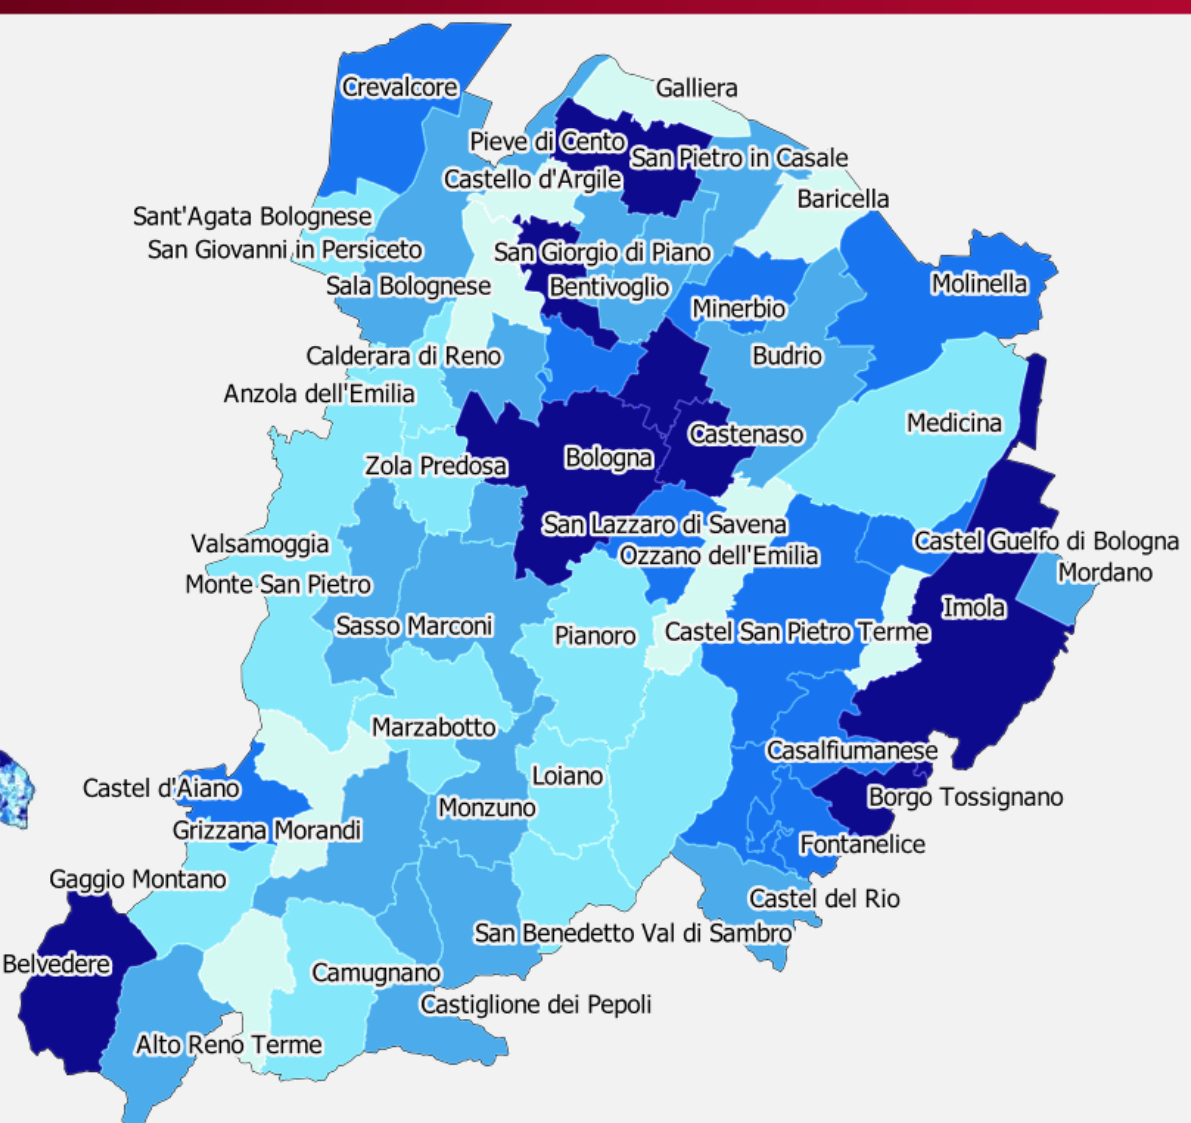 Crevalcore
Galliera
Pieve di Cento
San Pietro in Casale
Castello d'Argile
Baricella
Sant'Agata Bolognese
San Giovanni in Persiceto
San Giorgio di Piano
Sala Bolognese
Bentivoglio
Molinella
Minerbio
Calderara di Reno
Budrio
Anzola dell'Emilia
Medicina
Castenaso
Zola Predosa
Bologna
San Lazzaro di Savena
Valsamoggia
Castel Guelfo di Bologna
Ozzano dell'Emilia
Mordano
Monte San Pietro
Imola
Sasso Marconi
Pianoro
Castel San Pietro Terme
Marzabotto
Casalfiumanese
Loiano
Castel d'Aiano
Borgo Tossignano
Monzuno
Grizzana Morandi
Fontanelice
Gaggio Montano
Castel del Rio
San Benedetto Val di Sambro
Belvedere
Camugnano
Castiglione dei Pepoli
Alto Reno Terme